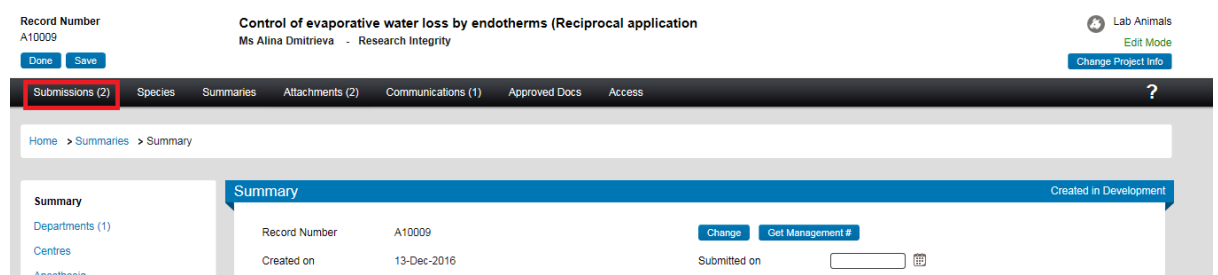 Record Number
A10009
Done Save
Control of evaporative water loss by endotherms (Reciprocal application
Ms Alina Dmitrieva - Research Integrity
Lab Animals
Edit Mode
Change Project Info
Submissions (2) Species Summaries Attachments (2) Communications (1) Approved Docs Access ?
Home > Summaries > Summary
Summary
Departments (1)
Centres
Anesthesia
Summary Created in Development
Record Number A10009 Change Get Management #
Created on 13-Dec-2016 Submitted on